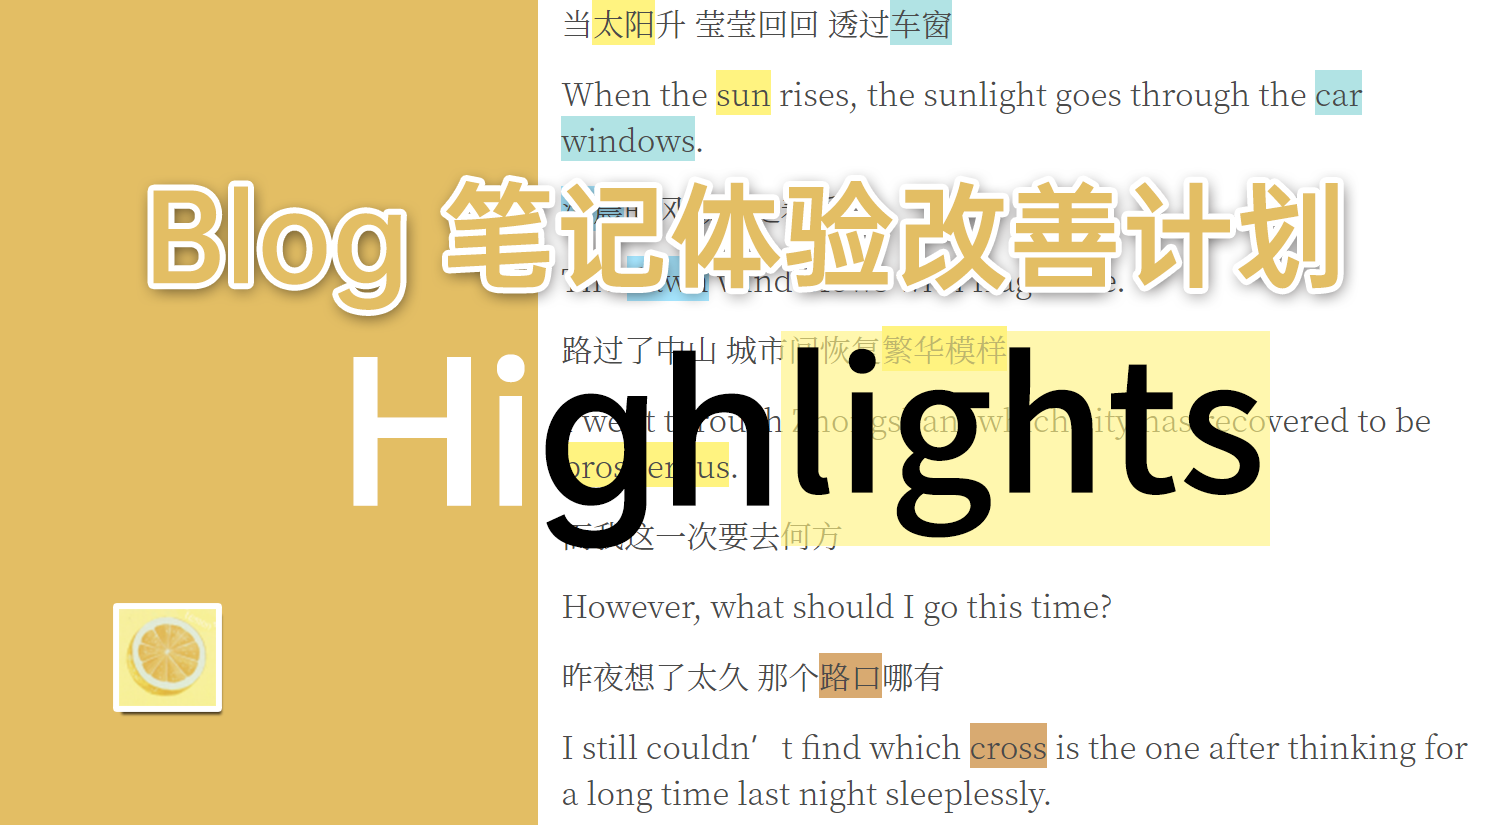 当太阳升 莹莹回回 透过车窗
When the sun rises, the sunlight goes through the car
windows.
Blog 笔记体验改善计划
路过了中山 城市间恢复繁华模样
Highlights
I went through Zhongshan, which city has recovered to be
prosperous.
而我这一次要去何方
However, what should I go this time?
昨夜想了太久 那个路口哪有
I still couldn′t find which cross is the one after thinking for
a long time last night sleeplessly.